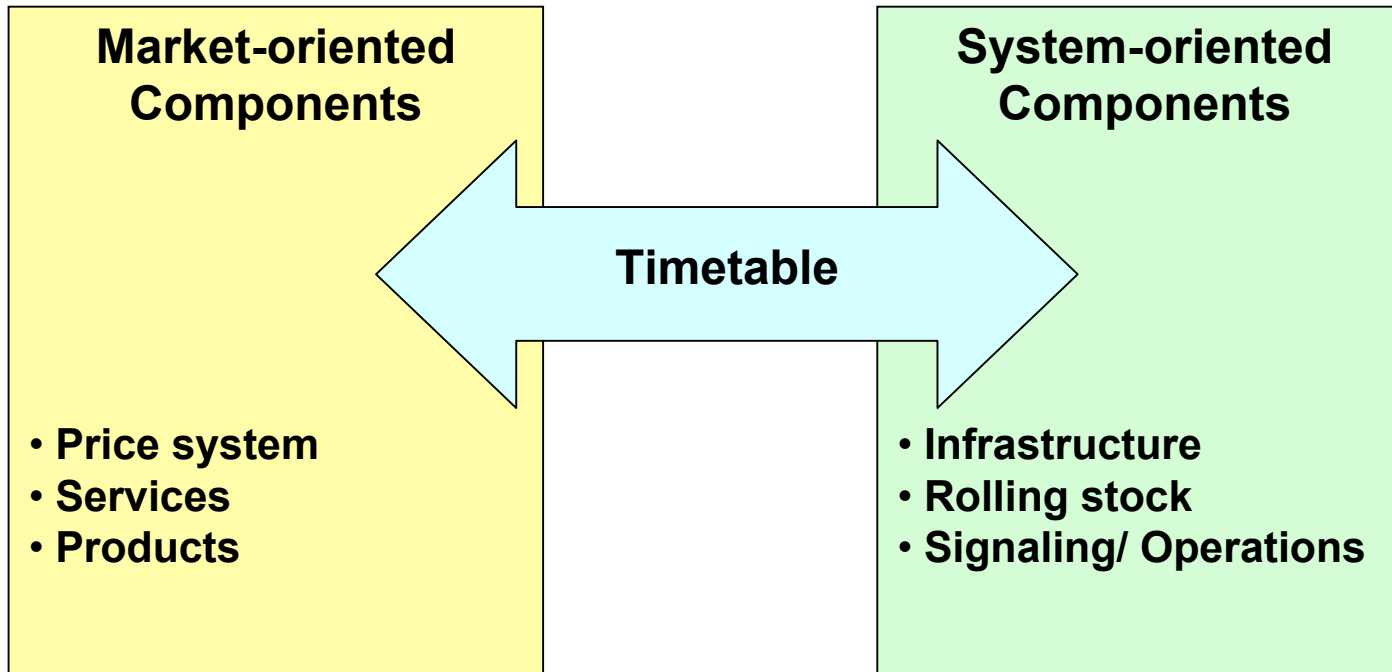 Market-oriented
Components
System-oriented
Components
Timetable
• Price system
• Services
• Products
• Infrastructure
• Rolling stock
• Signaling/ Operations